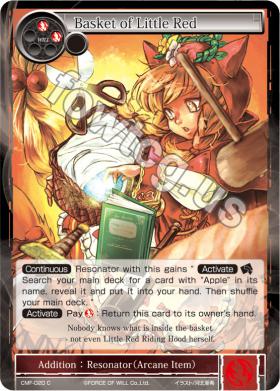 Basket of Little Red
WILL
Continuous Resonator with this gains " Activate
Search your main deck for a card with "Apple" in its
name, reveal it and put it into your hand. Then shuffle
your main deck."
Activate Pay : Return this card to its owner's hand.
Nobody knows what is inside the basket
- not even Little Red Riding Hood herself.
Addition : Resonator(Arcane Item)
CMF-020 C
©FORCE OF WILL Co.,Ltd.
towtcg.us